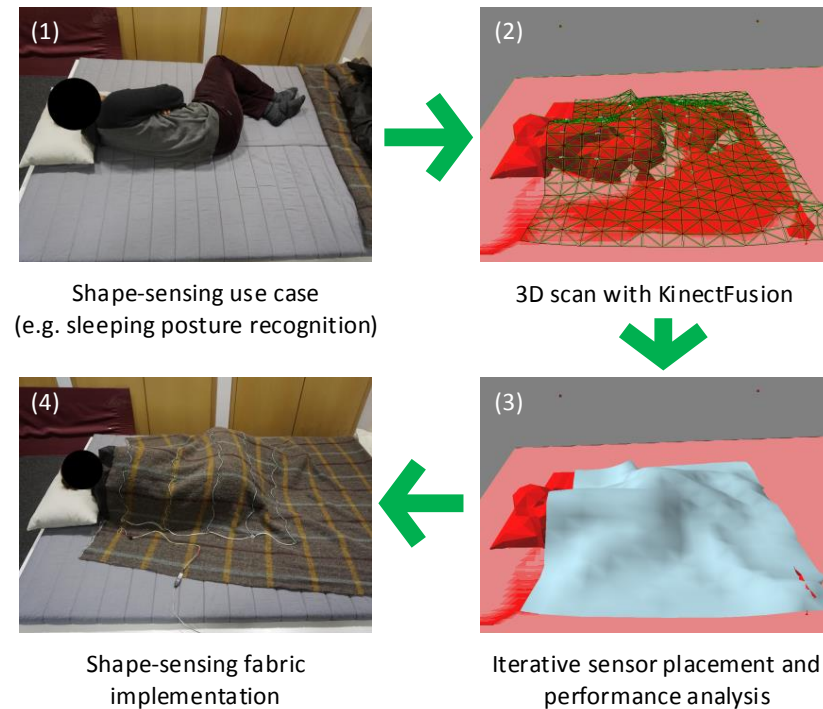 (1)
(2)
Shape-sensing use case
(e.g. sleeping posture recognition)
3D scan with KinectFusion
(4)
(3)
Shape-sensing fabric
implementation
Iterative sensor placement and
performance analysis